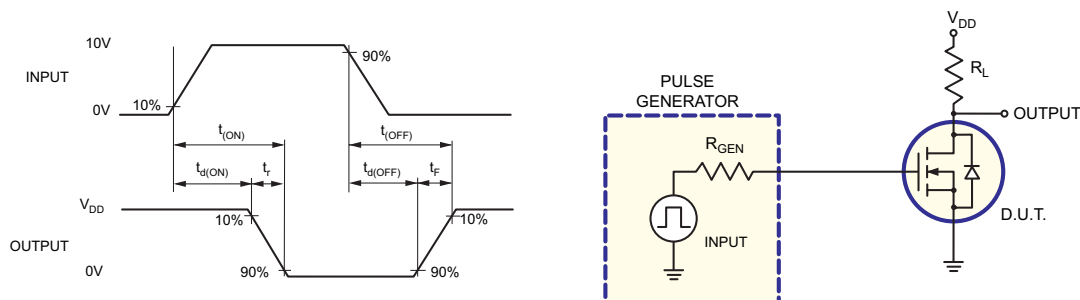 10V
90%
INPUT
10%
0V
t(ON)
t(OFF)
td(ON)
tr
td(OFF)
tF
VDD
10%
10%
OUTPUT
0V
90%
90%
VDD
RL
PULSE
GENERATOR
OUTPUT
RGEN
INPUT
D.U.T.